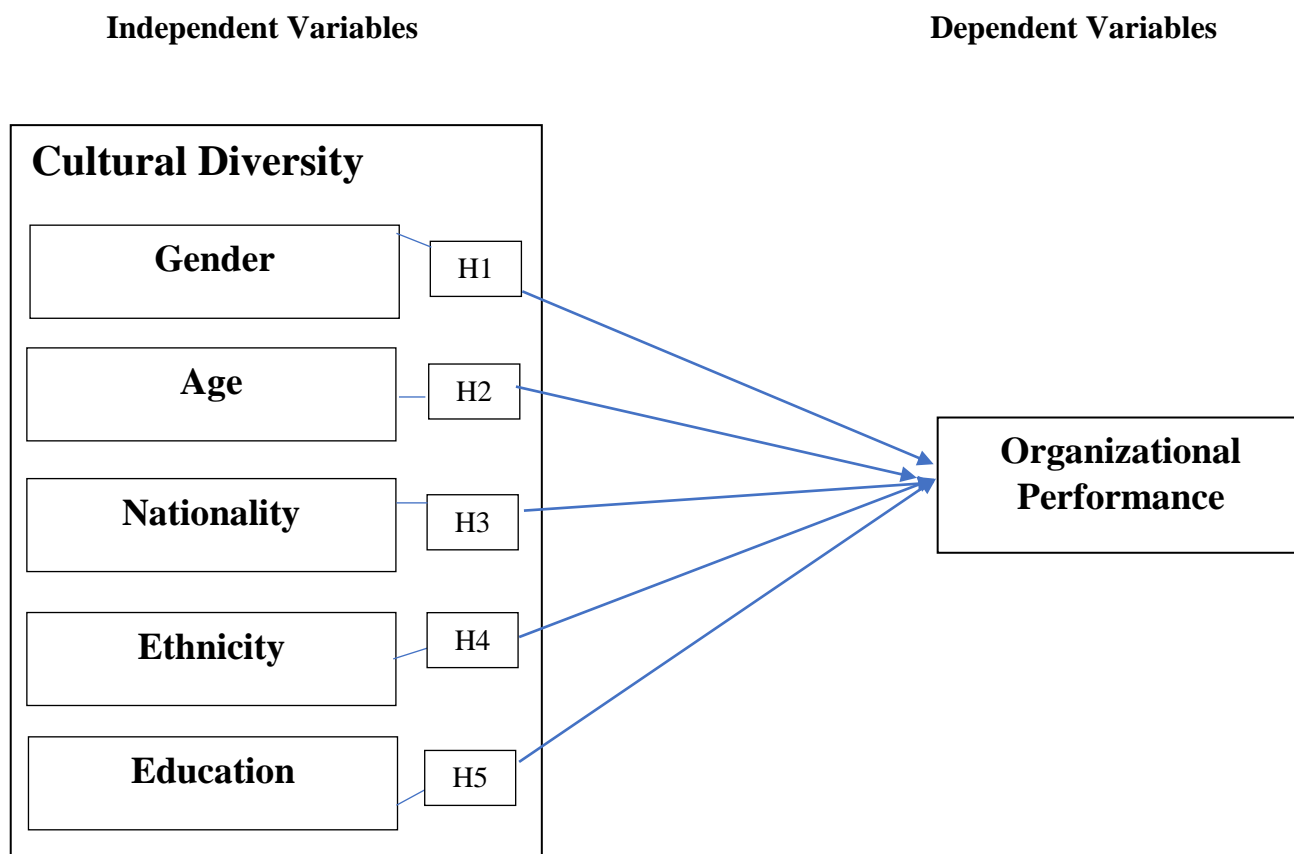 Independent Variables
Dependent Variables
Cultural Diversity
Gender
H1
Age
H2
Nationality
H3
Ethnicity
H4
Education
H5
Organizational
Performance